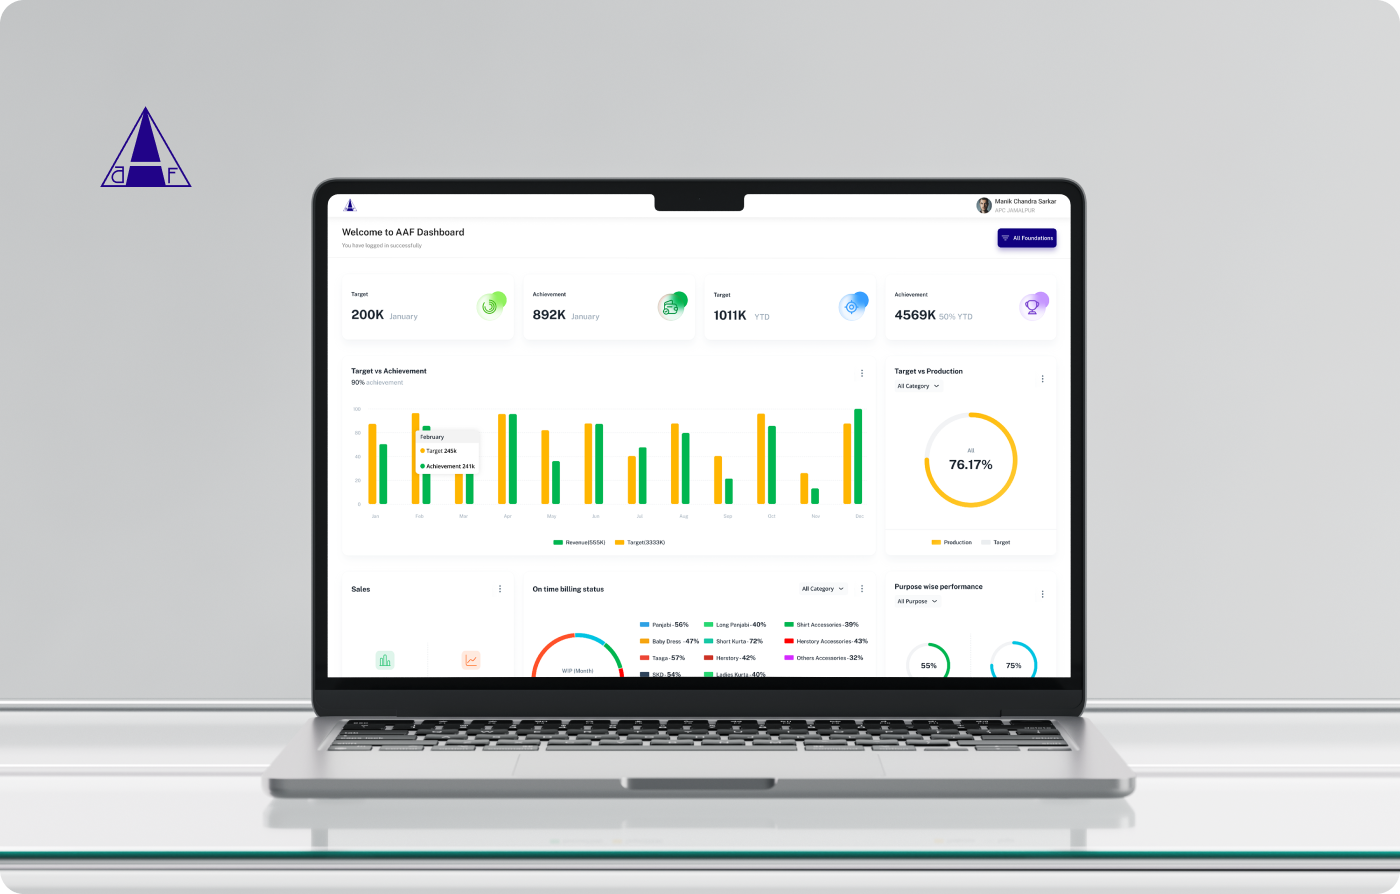 a F
Manik Chandra Sarkar
APC JAMALPUR
Welcome to AAF Dashboard
You have logged in successfully
All Foundations
Target
200K January
Achievement
892K January
Target
1011K YTD
Achievement
4569K 50% YTD
Target vs Achievement
90% achievement
Target vs Production
All Category
100
80
40
20
0
February
Target 245k
Achievement 241k
Jan Feb Mar Apr May Jun Jul Aug Sep Oct Nov Dec
Revenue(555K) Target(3333K)
All
76.17%
Production Target
Sales
On time billing status
All Category
WIP (Month)
Panjabi - 56% Long Panjabi - 40% Shirt Accessories - 39%
Baby Dress - 47% Short Kurta - 72% Herstory Accessories - 43%
Taaga - 57% Herstory - 42% Others Accessories - 32%
SKD - 54% Ladies Kurta - 40%
Purpose wise performance
All Purpose
55%
75%